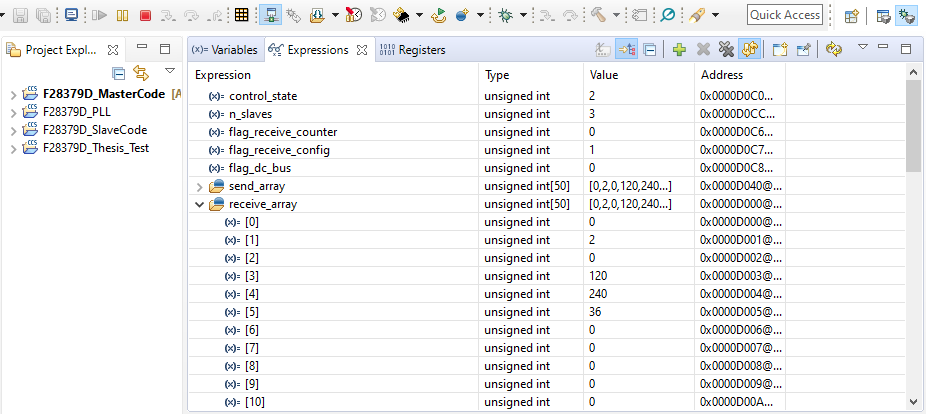 Quick Access
Project Expl...
F28379D_MasterCode [A
F28379D_PLL
F28379D_SlaveCode
F28379D_Thesis_Test
(x)= Variables Expressions 1010 0101 Registers
Expression Type Value Address
(x)= control_state unsigned int 2 0x0000D0C0...
(x)= n_slaves unsigned int 3 0x0000D0CC...
(x)= flag_receive_counter unsigned int 0 0x0000D0C6...
(x)= flag_receive_config unsigned int 1 0x0000D0C7...
(x)= flag_dc_bus unsigned int 0 0x0000D0C8...
send_array unsigned int[50] [0,2,0,120,240...] 0x0000D040@...
receive_array unsigned int[50] [0,2,0,120,240...] 0x0000D000@...
(x)= [0] unsigned int 0 0x0000D000@...
(x)= [1] unsigned int 2 0x0000D001@...
(x)= [2] unsigned int 0 0x0000D002@...
(x)= [3] unsigned int 120 0x0000D003@...
(x)= [4] unsigned int 240 0x0000D004@...
(x)= [5] unsigned int 36 0x0000D005@...
(x)= [6] unsigned int 0 0x0000D006@...
(x)= [7] unsigned int 0 0x0000D007@...
(x)= [8] unsigned int 0 0x0000D008@...
(x)= [9] unsigned int 0 0x0000D009@...
(x)= [10] unsigned int 0 0x0000D00A...